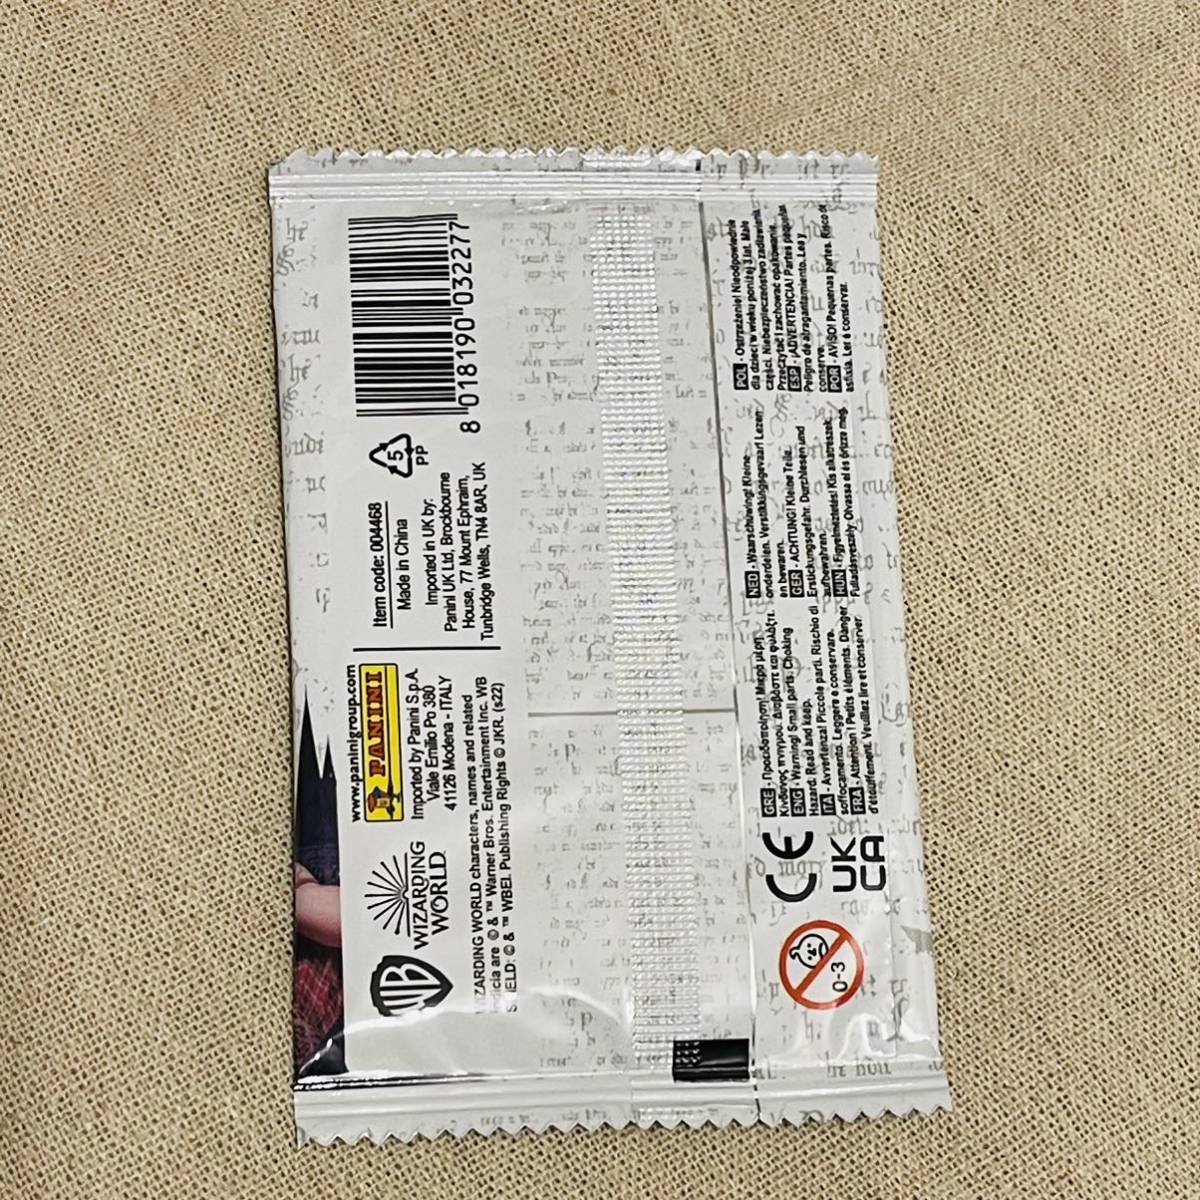 WB
WIZARDING
WORLD
ZARDING WORLD characters, names and related
dicia are © & ™ Warner Bros. Entertainment Inc. WB
S ELD: © & ™ WBEI. Publishing Rights © JKR. (s22)
www.paninigroup.com
PANINI
Imported by Panini S.p.A.
Viale Emilio Po 380
41126 Modena - ITALY
Item code: 004468
Made in China
Imported in UK by:
Panini UK Ltd, Brockbourne
House, 77 Mount Ephraim,
Tunbridge Wells, TN4 8AR, UK
5
PP
8 018190 032277
0-3
CE
UK
CA
GRE - Προειδοποίηση! Μικρά μέρη.
Κίνδυνος πνιγμού. Διαβάστε και φυλάξτε.
ENG - Warning! Small parts. Choking
Hazard. Read and keep.
ITA - Avvertenza! Piccole parti. Rischio di
soffocamento. Leggere e conservare.
FRA - Attention ! Petits éléments. Danger
d'étouffement. Veuillez lire et conserver.
NED - Waarschuwing! Kleine
onderdelen. Verstikkingsgevaar! Lezen
en bewaren.
GER - ACHTUNG! Kleine Teile.
Erstickungsgefahr. Durchlesen und
aufbewahren.
HUN - Figyelmeztetés! Kis alkatrészek.
Fulladásveszély. Olvassa el és őrizze meg.
POL - Ostrzeżenie! Nieodpowiednie
dla dzieci w wieku poniżej 3 lat. Małe
części. Niebezpieczeństwo zadławienia.
Przeczytać i zachować opakowanie.
ESP - ¡ADVERTENCIA! Partes pequeñas.
Peligro de atragantamiento. Lea y
conserve.
POR - AVISO! Pequenas partes. Risco de
asfixia. Ler e conservar.